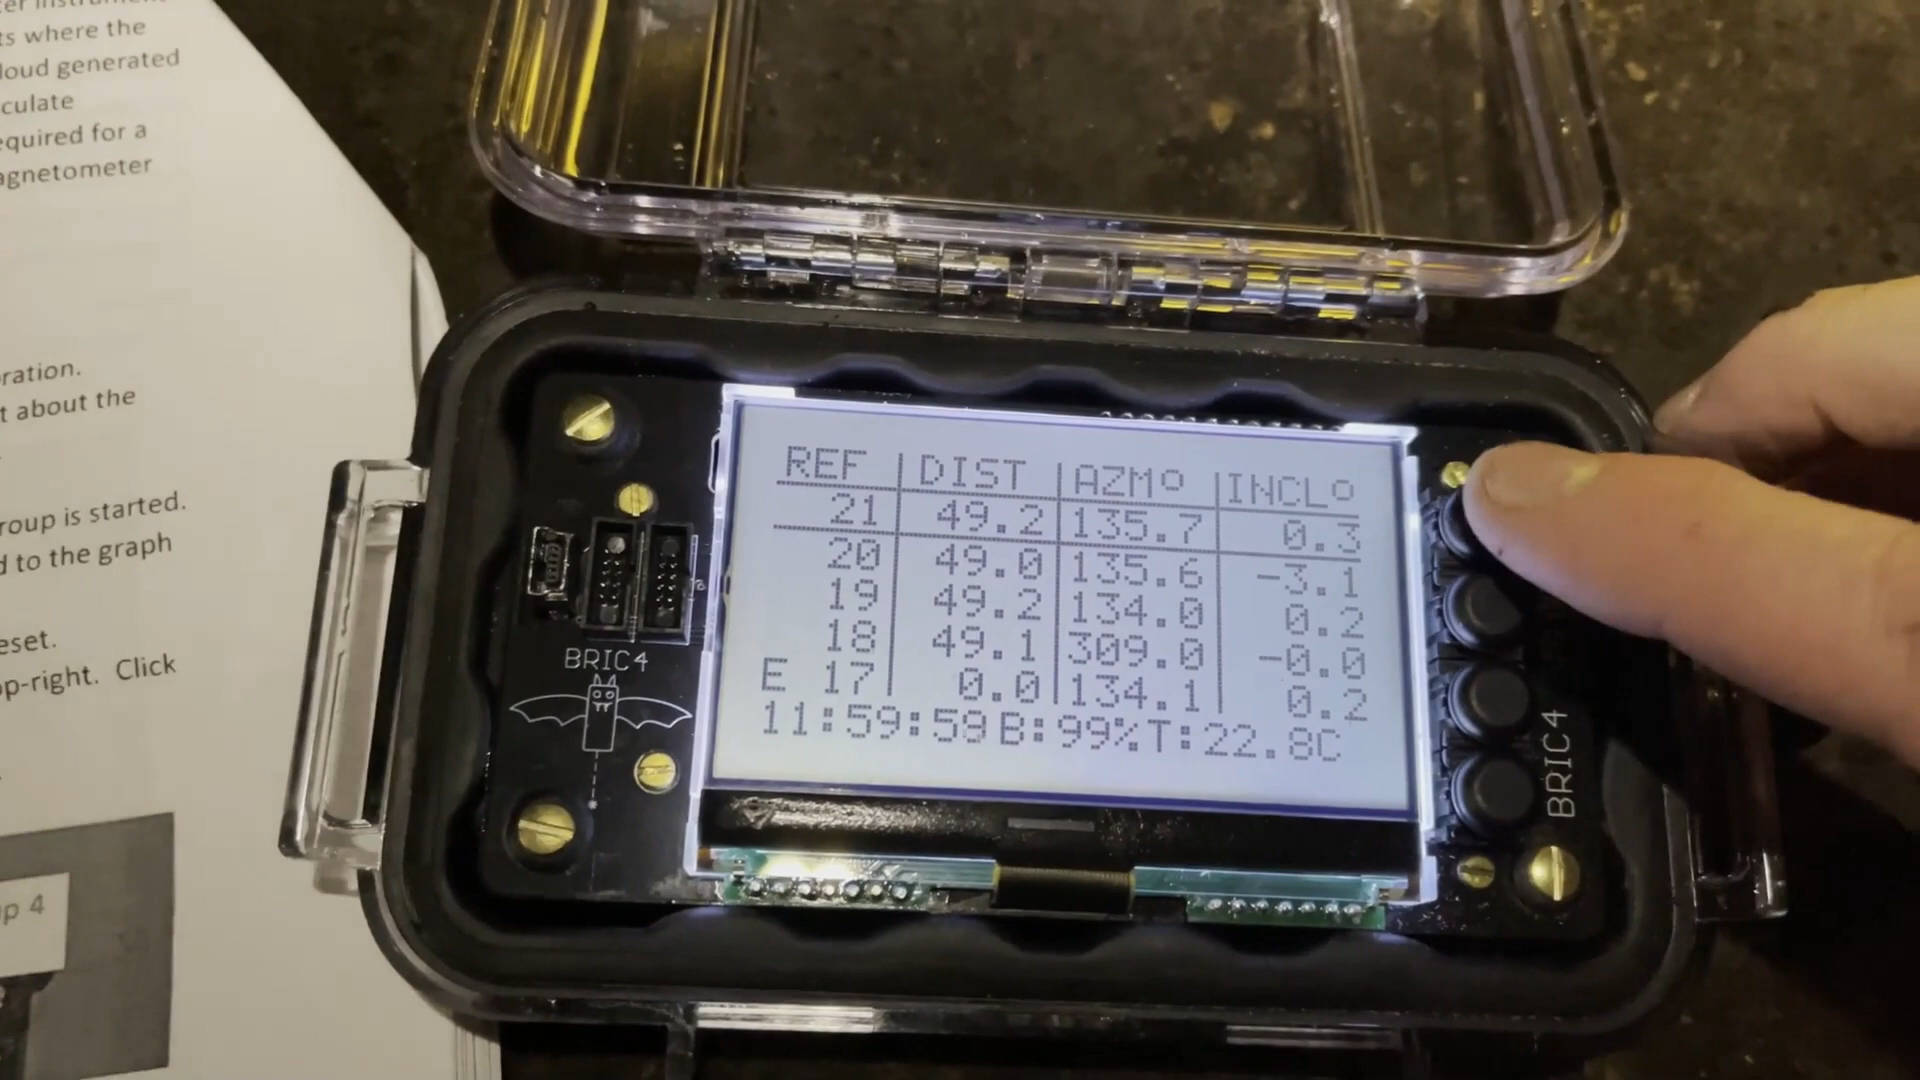 ts where the
loud generated
culate
equired for a
agnetometer
ration.
t about the
roup is started.
d to the graph
eset.
op-right. Click
p 4
REF | DIST | AZMº | INCLº
21 | 49.2 | 135.7 | 0.3
20 | 49.0 | 135.6 | -3.1
19 | 49.2 | 134.0 | 0.2
18 | 49.1 | 309.0 | -0.0
E 17 | 0.0 | 134.1 | 0.2
11:59:59 B:99% T:22.8C
BRIC4
BRIC4